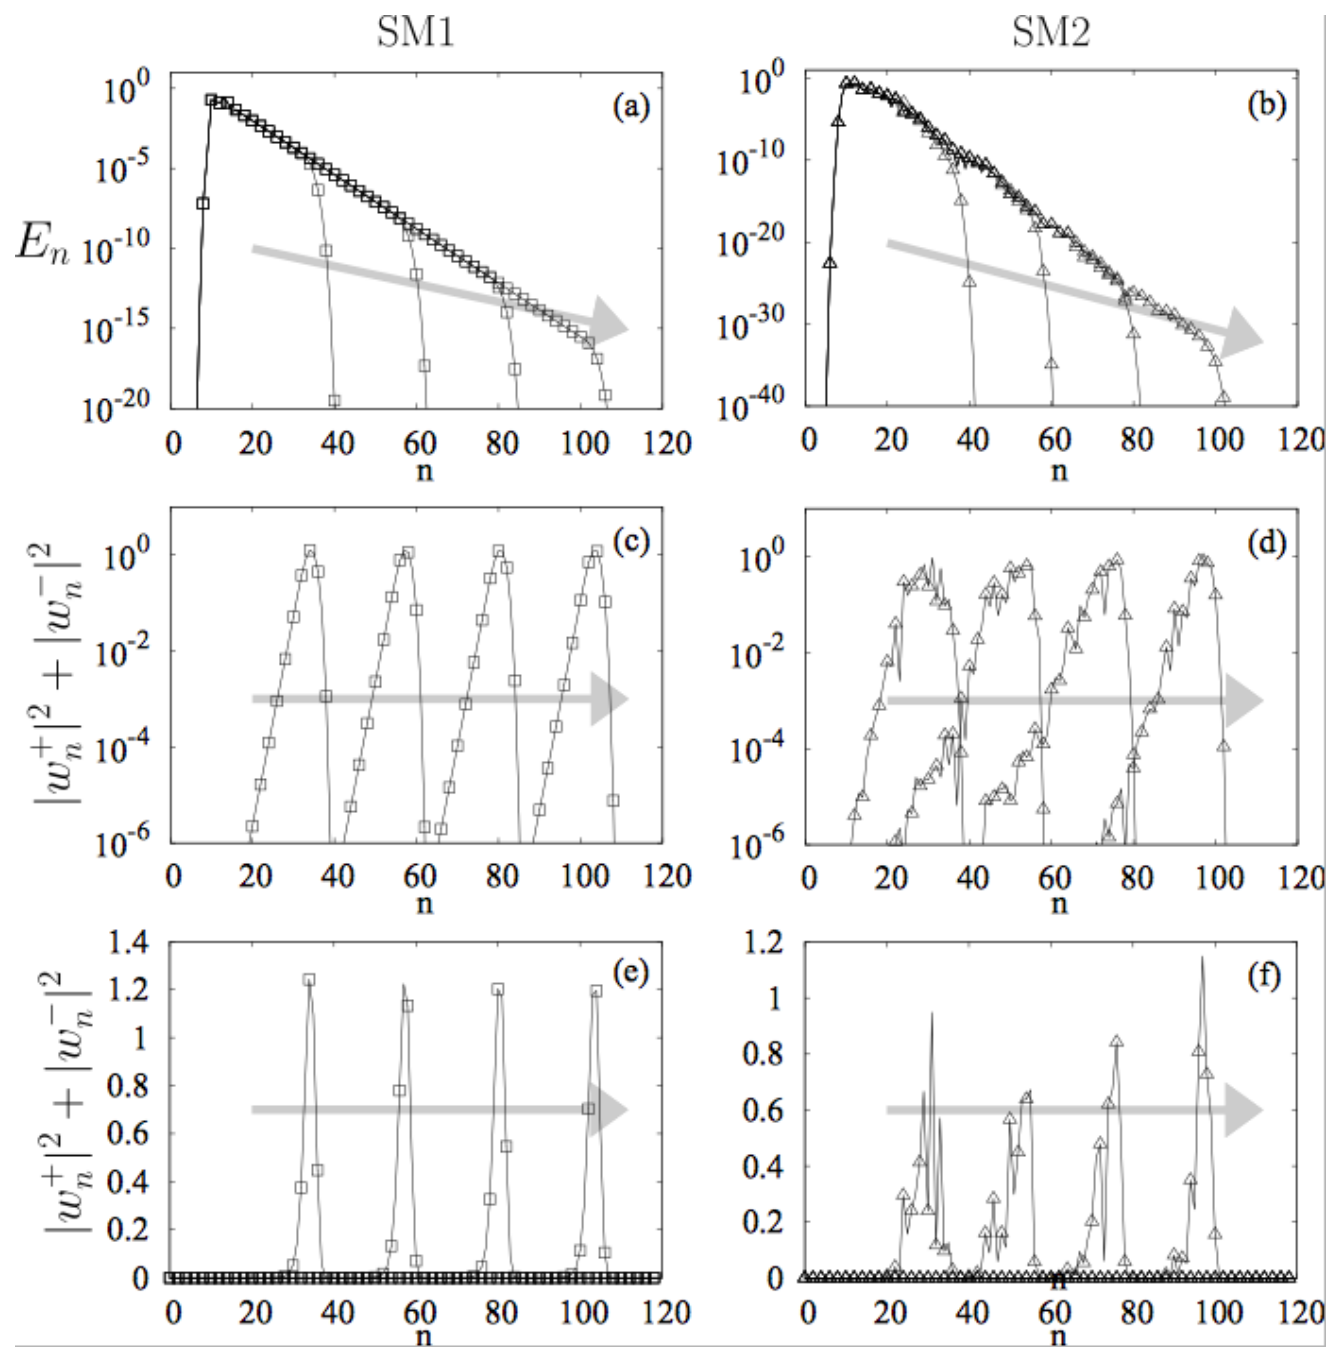 SM1 SM2
10^0 10^-5 10^-10 10^-15 10^-20
E_n
(a)
0 20 40 60 80 100 120
n
10^0 10^-10 10^-20 10^-30 10^-40
(b)
0 20 40 60 80 100 120
n
|w_n^+|^2 + |w_n^-|^2
10^0 10^-2 10^-4 10^-6
(c)
0 20 40 60 80 100 120
n
10^0 10^-2 10^-4 10^-6
(d)
0 20 40 60 80 100 120
n
|w_n^+|^2 + |w_n^-|^2
1.4 1.2 1 0.8 0.6 0.4 0.2 0
(e)
0 20 40 60 80 100 120
n
1.2 1 0.8 0.6 0.4 0.2 0
(f)
n
0 20 40 60 80 100 120
n